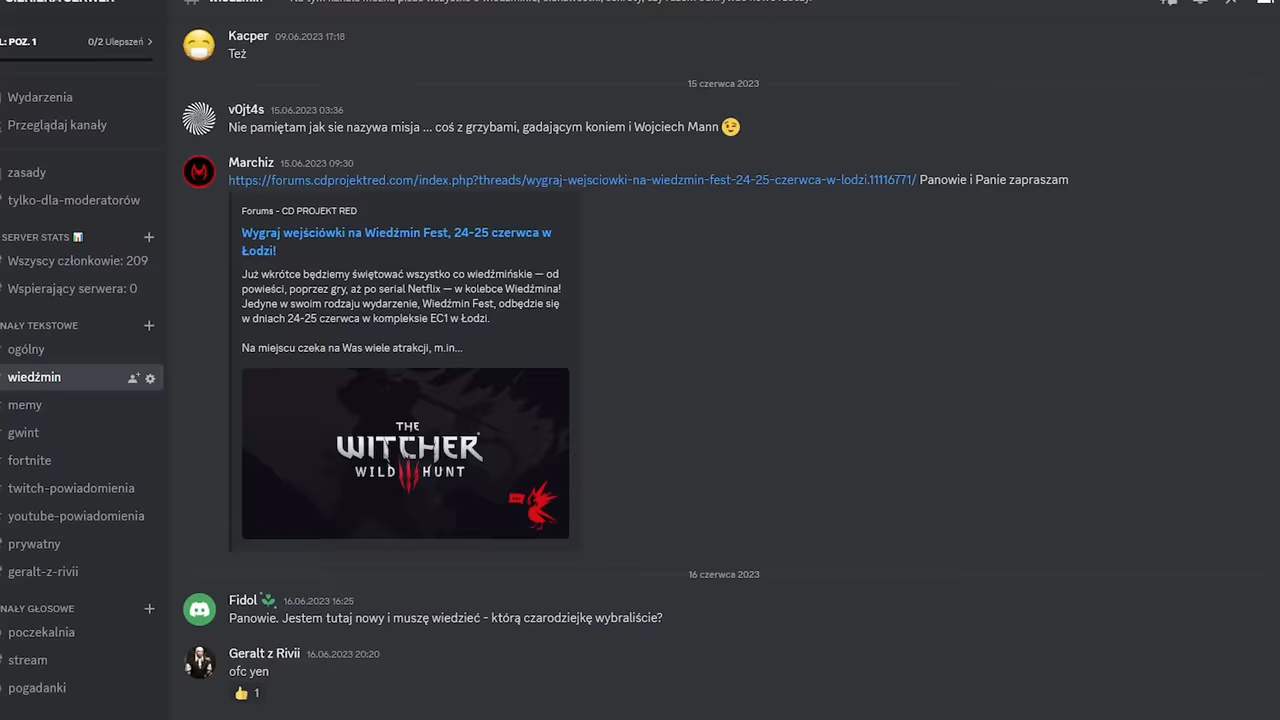 L: POZ. 1
0/2 Ulepszeń
Wydarzenia
Przeglądaj kanały
zasady
tylko-dla-moderatorów
SERVER STATS
Wszyscy członkowie: 209
Wspierający serwera: 0
NAŁY TEKSTOWE
ogólny
wiedźmin
memy
gwint
fortnite
twitch-powiadomienia
youtube-powiadomienia
prywatny
geralt-z-rivii
NAŁY GŁOSOWE
poczekalnia
stream
pogadanki
Kacper 09.06.2023 17:18
Też
15 czerwca 2023
v0jt4s 15.06.2023 03:36
Nie pamiętam jak sie nazywa misja ... coś z grzybami, gadającym koniem i Wojciech Mann 😉
Marchiz 15.06.2023 09:30
https://forums.cdprojektred.com/index.php?threads/wygraj-wejsciowki-na-wiedzmin-fest-24-25-czerwca-w-lodzi.11116771/ Panowie i Panie zapraszam
Forums - CD PROJEKT RED
Wygraj wejściówki na Wiedźmin Fest, 24-25 czerwca w
Łodzi!
Już wkrótce będziemy świętować wszystko co wiedźmińskie — od
powieści, poprzez gry, aż po serial Netflix — w kolebce Wiedźmina!
Jedyne w swoim rodzaju wydarzenie, Wiedźmin Fest, odbędzie się
w dniach 24-25 czerwca w kompleksie EC1 w Łodzi.
Na miejscu czeka na Was wiele atrakcji, m.in...
THE
WITCHER
WILD HUNT
16 czerwca 2023
Fidol 16.06.2023 16:25
Panowie. Jestem tutaj nowy i muszę wiedzieć - którą czarodziejkę wybraliście?
Geralt z Rivii 16.06.2023 20:20
ofc yen
👍 1